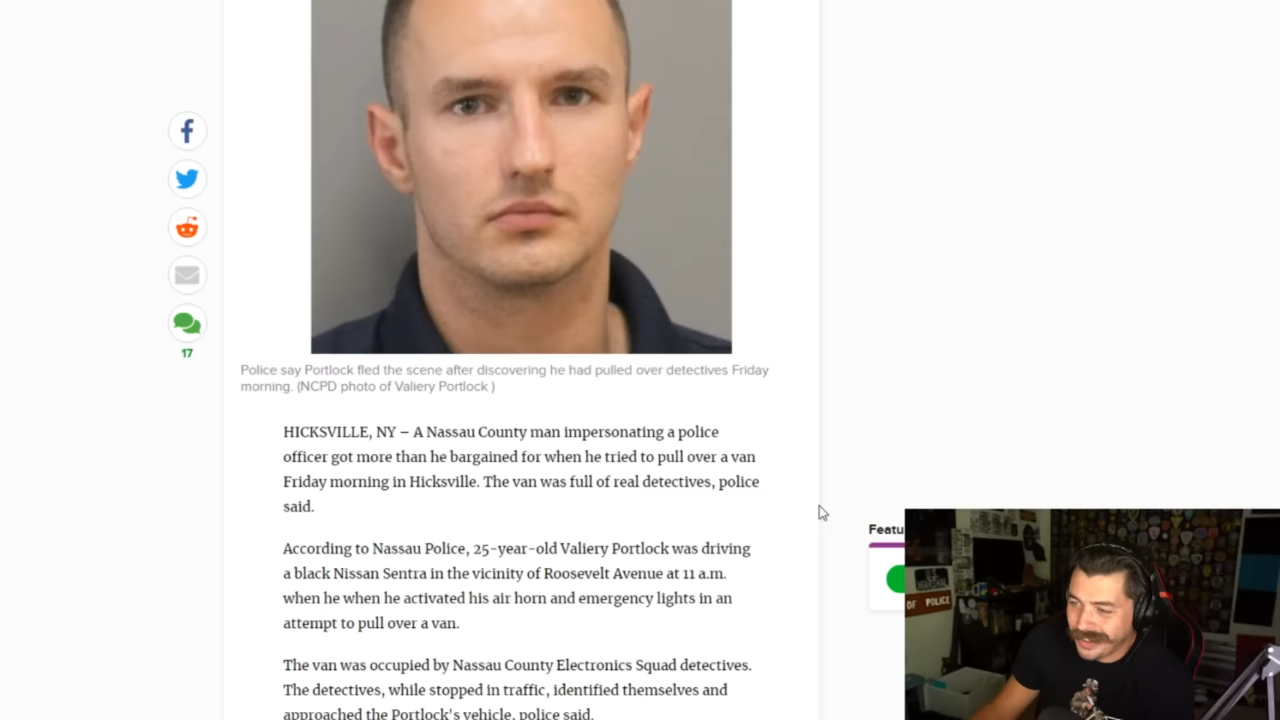 17
Police say Portlock fled the scene after discovering he had pulled over detectives Friday
morning. (NCPD photo of Valiery Portlock )
HICKSVILLE, NY – A Nassau County man impersonating a police
officer got more than he bargained for when he tried to pull over a van
Friday morning in Hicksville. The van was full of real detectives, police
said.
According to Nassau Police, 25-year-old Valiery Portlock was driving
a black Nissan Sentra in the vicinity of Roosevelt Avenue at 11 a.m.
when he when he activated his air horn and emergency lights in an
attempt to pull over a van.
The van was occupied by Nassau County Electronics Squad detectives.
The detectives, while stopped in traffic, identified themselves and
approached the Portlock's vehicle, police said.
Featu
OF POLICE